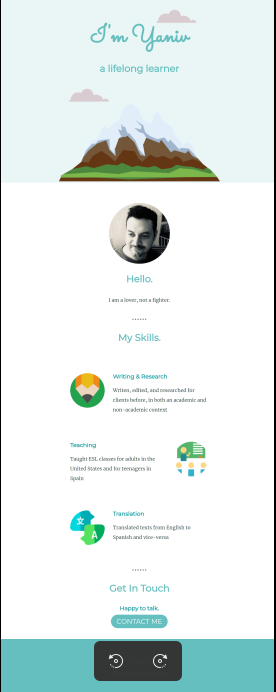 I'm Yaniv
a lifelong learner
Hello.
I am a lover, not a fighter.
My Skills.
Writing & Research
Writen, edited, and researched for
clients before, in both an academic and
non-academic context
Teaching
Taught ESL classes for adults in the
United States and for teenagers in
Spain
Translation
文
A
Translated texts from English to
Spanish and vice-versa
Get In Touch
Happy to talk.
CONTACT ME